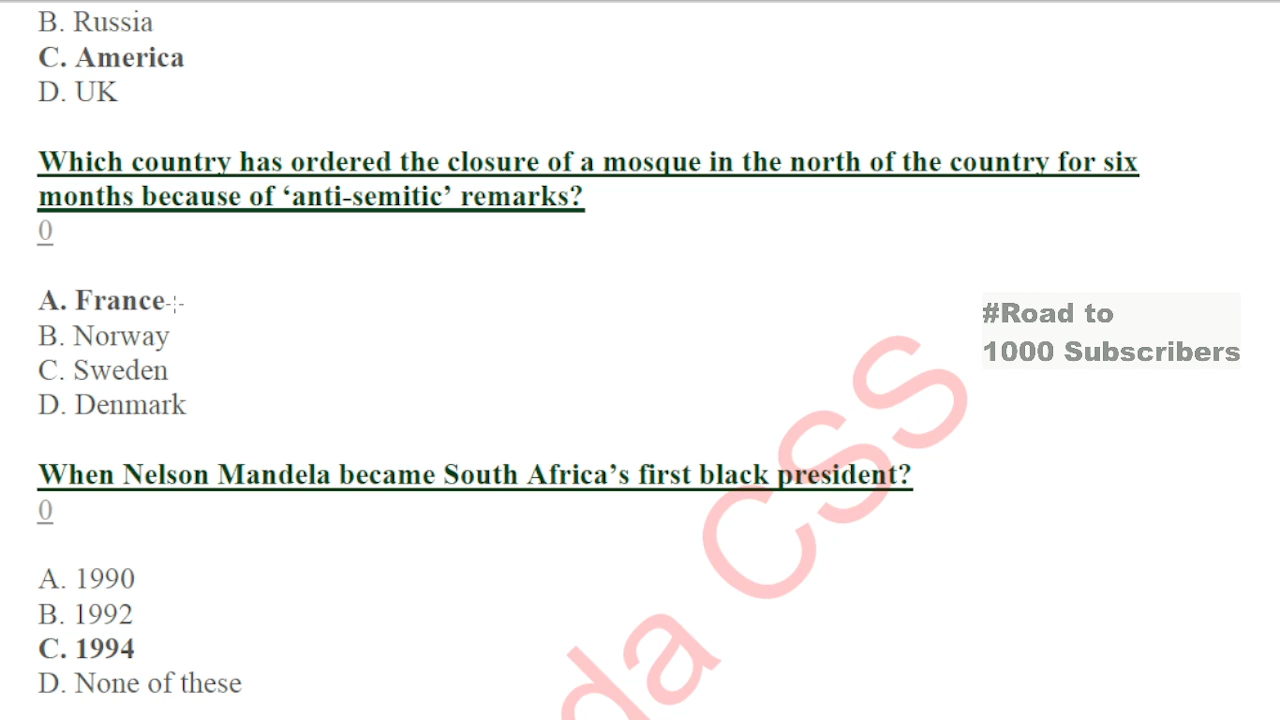 B. Russia
C. America
D. UK
Which country has ordered the closure of a mosque in the north of the country for six
months because of ‘anti-semitic’ remarks?
0
A. France
B. Norway
C. Sweden
D. Denmark
#Road to
1000 Subscribers
When Nelson Mandela became South Africa’s first black president?
0
A. 1990
B. 1992
C. 1994
D. None of these
da CSS